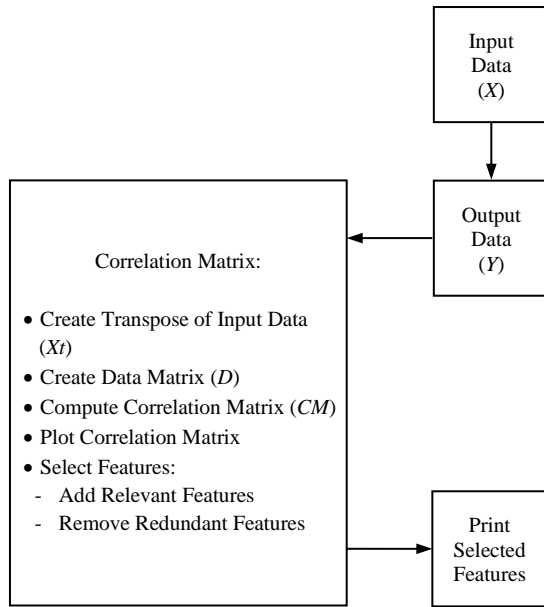 Input
Data
(X)
Output
Data
(Y)
Correlation Matrix:
• Create Transpose of Input Data
(Xt)
• Create Data Matrix (D)
• Compute Correlation Matrix (CM)
• Plot Correlation Matrix
• Select Features:
- Add Relevant Features
- Remove Redundant Features
Print
Selected
Features